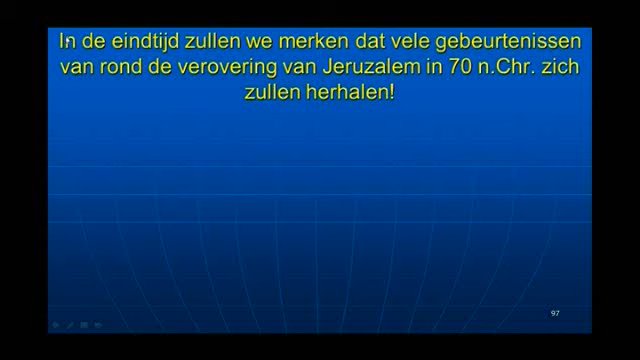 In de eindtijd zullen we merken dat vele gebeurtenissen
van rond de verovering van Jeruzalem in 70 n.Chr. zich
zullen herhalen!
97